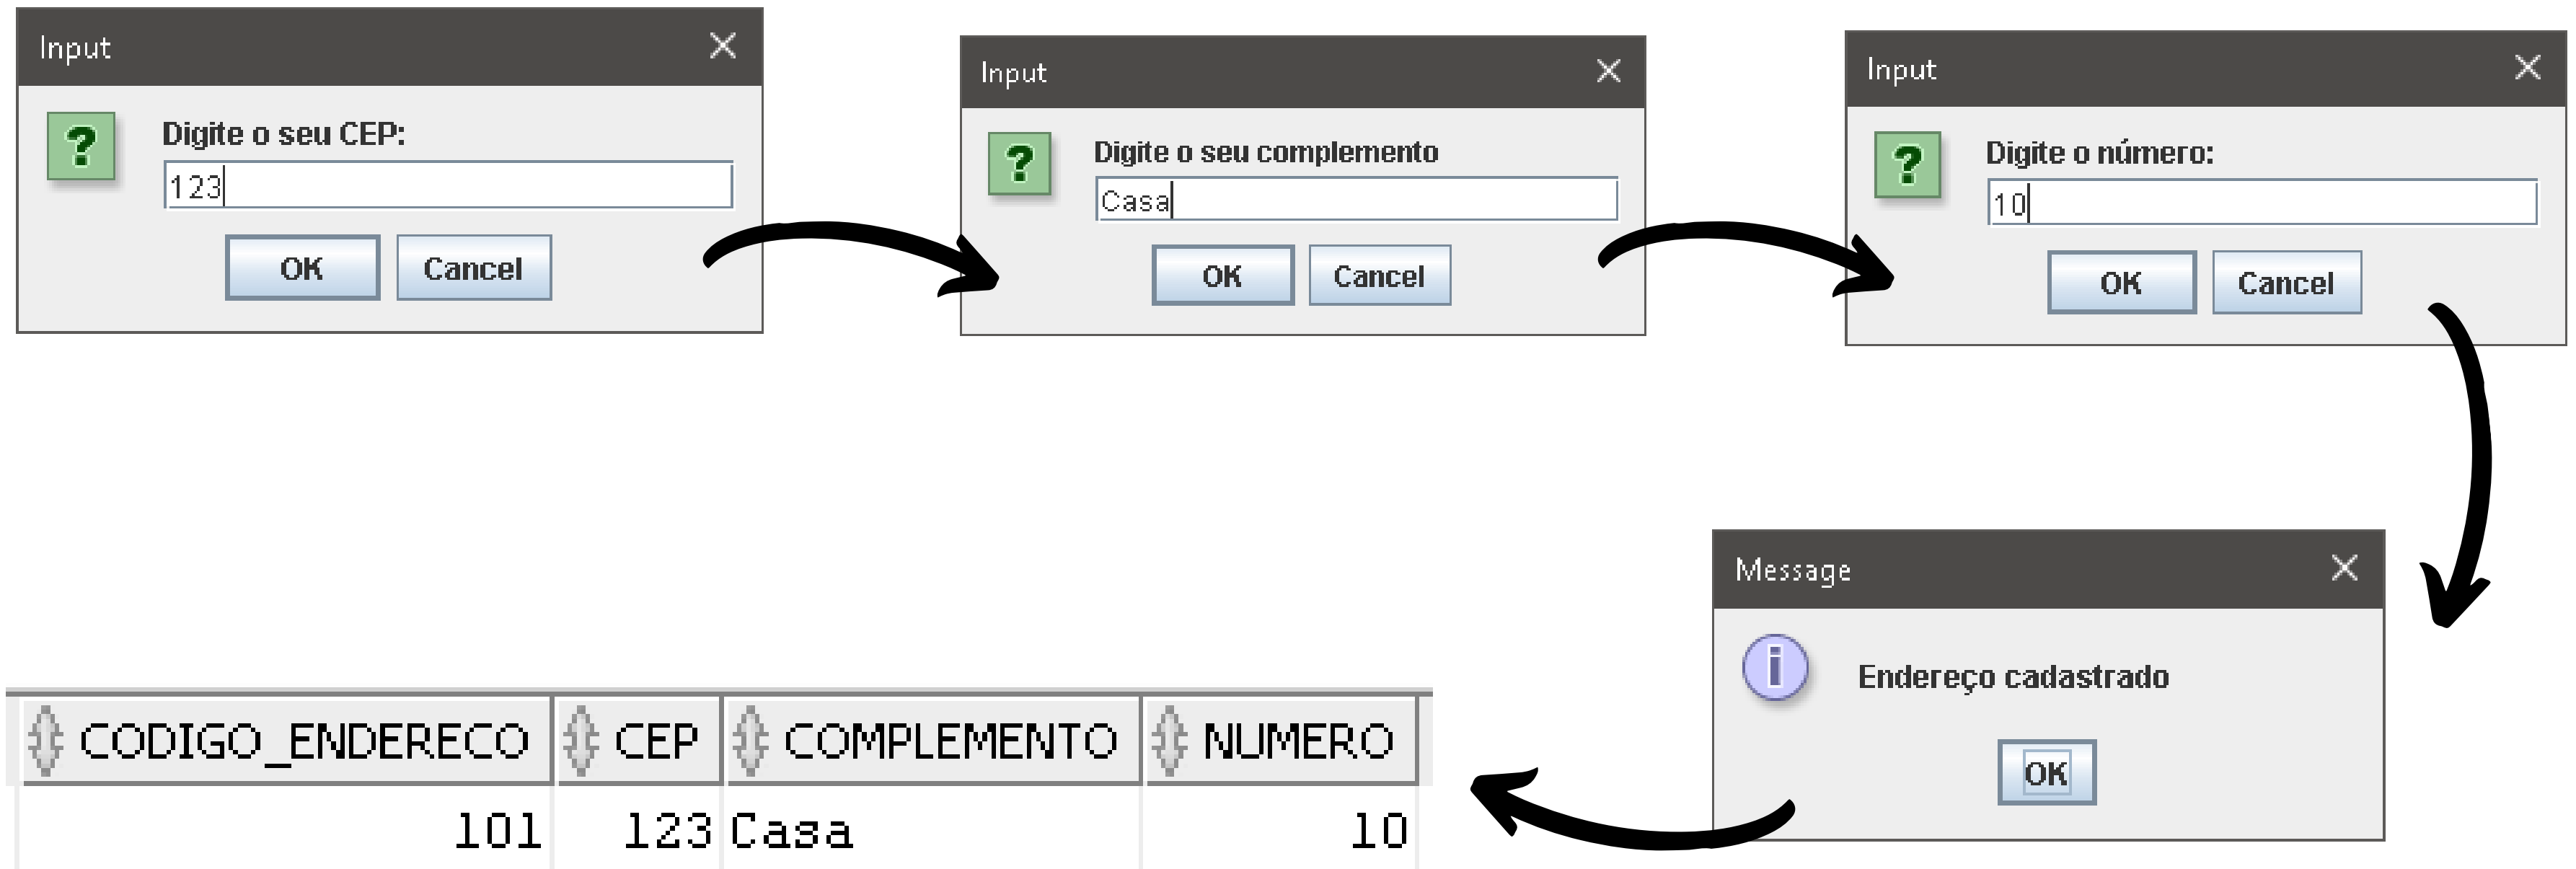 Input
Digite o seu CEP:
123
OK Cancel
Input
Digite o seu complemento
Casa
OK Cancel
Input
Digite o número:
10
OK Cancel
Message
Endereço cadastrado
OK
CODIGO_ENDERECO CEP COMPLEMENTO NUMERO
101 123 Casa 10